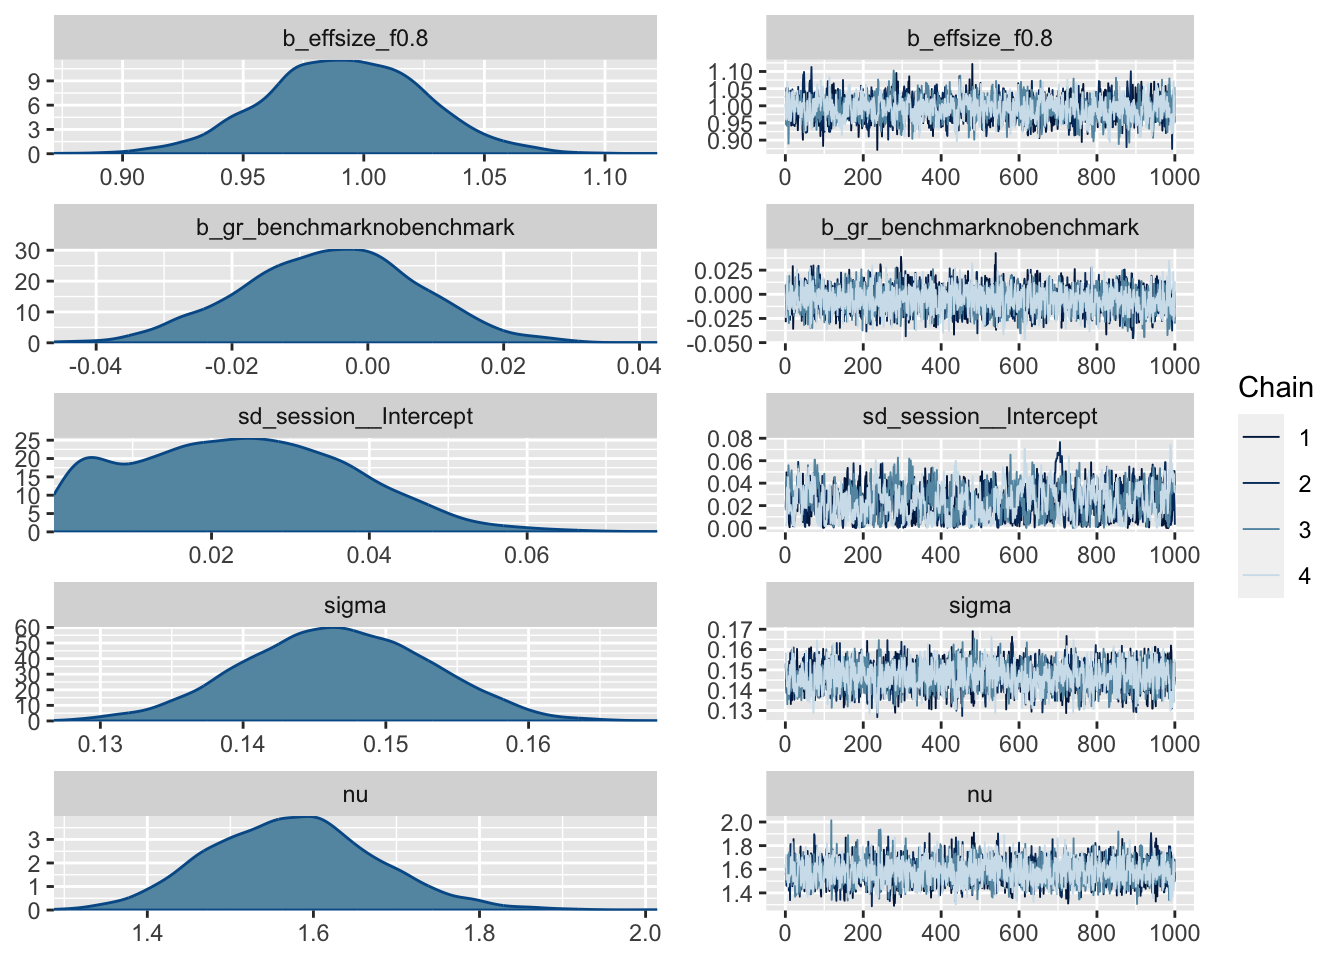 b_effsize_f0.8
9
6
3
0
0.90 0.95 1.00 1.05 1.10
b_effsize_f0.8
1.10
1.05
1.00
0.95
0.90
0 200 400 600 800 1000
b_gr_benchmarknobenchmark
30
20
10
0
-0.04 -0.02 0.00 0.02 0.04
b_gr_benchmarknobenchmark
0.025
0.000
-0.025
-0.050
0 200 400 600 800 1000
sd_session__Intercept
25
20
15
10
5
0
0.02 0.04 0.06
sd_session__Intercept
0.08
0.06
0.04
0.02
0.00
0 200 400 600 800 1000
sigma
60
50
40
30
20
10
0
0.13 0.14 0.15 0.16
sigma
0.17
0.16
0.15
0.14
0.13
0 200 400 600 800 1000
nu
3
2
1
0
1.4 1.6 1.8 2.0
nu
2.0
1.8
1.6
1.4
0 200 400 600 800 1000
Chain
1
2
3
4